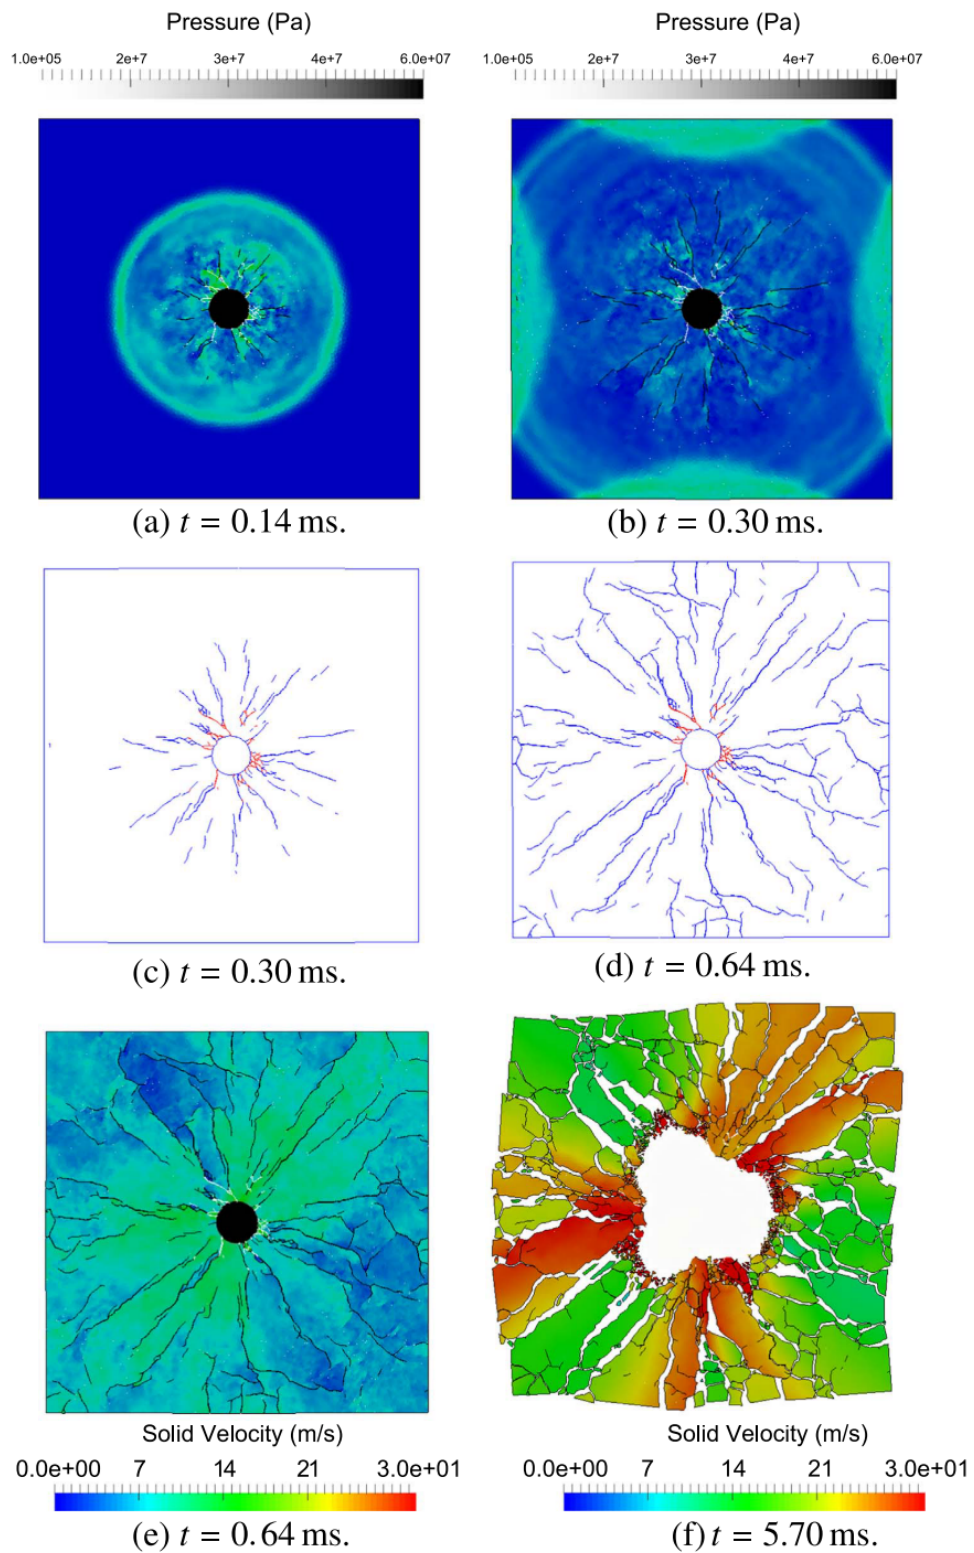 Pressure (Pa)
1.0e+05 2e+7 3e+7 4e+7 6.0e+07
Pressure (Pa)
1.0e+05 2e+7 3e+7 4e+7 6.0e+07
(a) t = 0.14 ms.
(b) t = 0.30 ms.
(c) t = 0.30 ms.
(d) t = 0.64 ms.
Solid Velocity (m/s)
0.0e+00 7 14 21 3.0e+01
(e) t = 0.64 ms.
Solid Velocity (m/s)
0.0e+00 7 14 21 3.0e+01
(f) t = 5.70 ms.